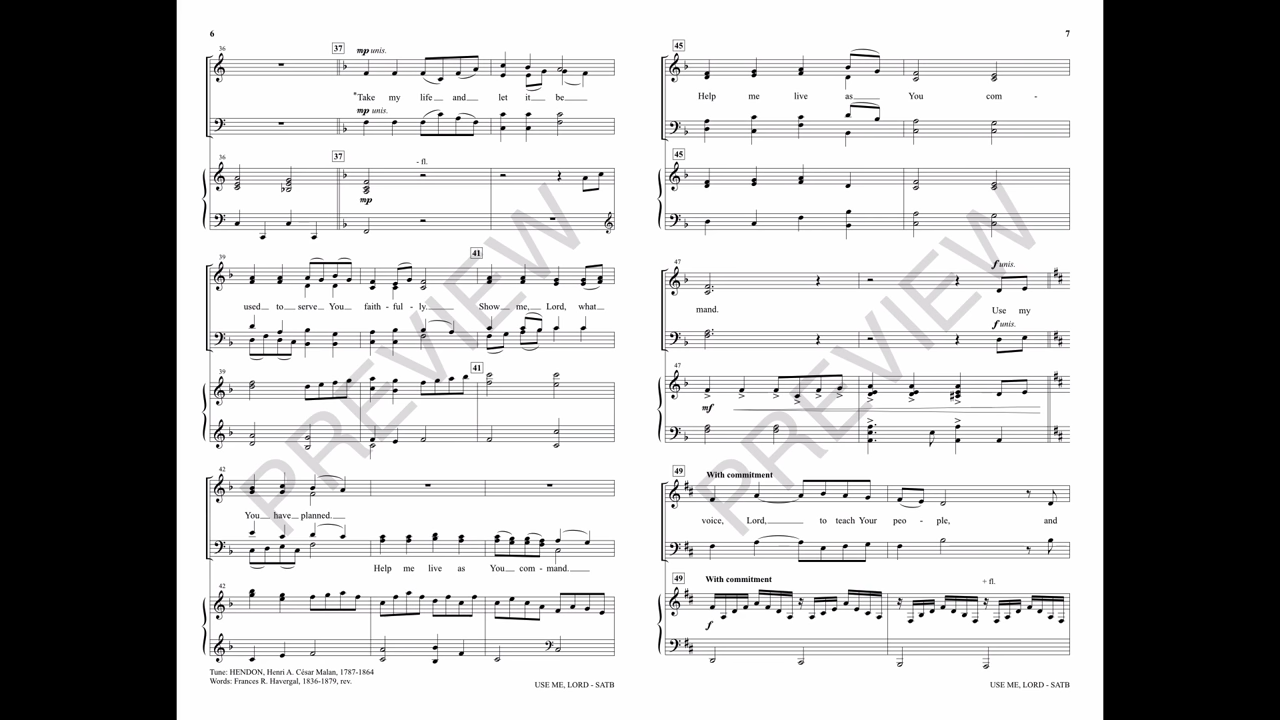 6
36
37
mp unis.
*Take my life and let it be
mp unis.
36
37
- fl.
mp
39
41
used to serve You faith - ful - ly. Show me, Lord, what
39
41
42
You have planned.
Help me live as You com - mand.
42
Tune: HENDON, Henri A. César Malan, 1787-1864
Words: Frances R. Havergal, 1836-1879, rev.
USE ME, LORD - SATB
PREVIEW
7
45
Help me live as You com -
45
47
f unis.
mand. Use my
f unis.
47
mf
49
With commitment
voice, Lord, to teach Your peo - ple, and
49
With commitment
+ fl.
f
USE ME, LORD - SATB
PREVIEW